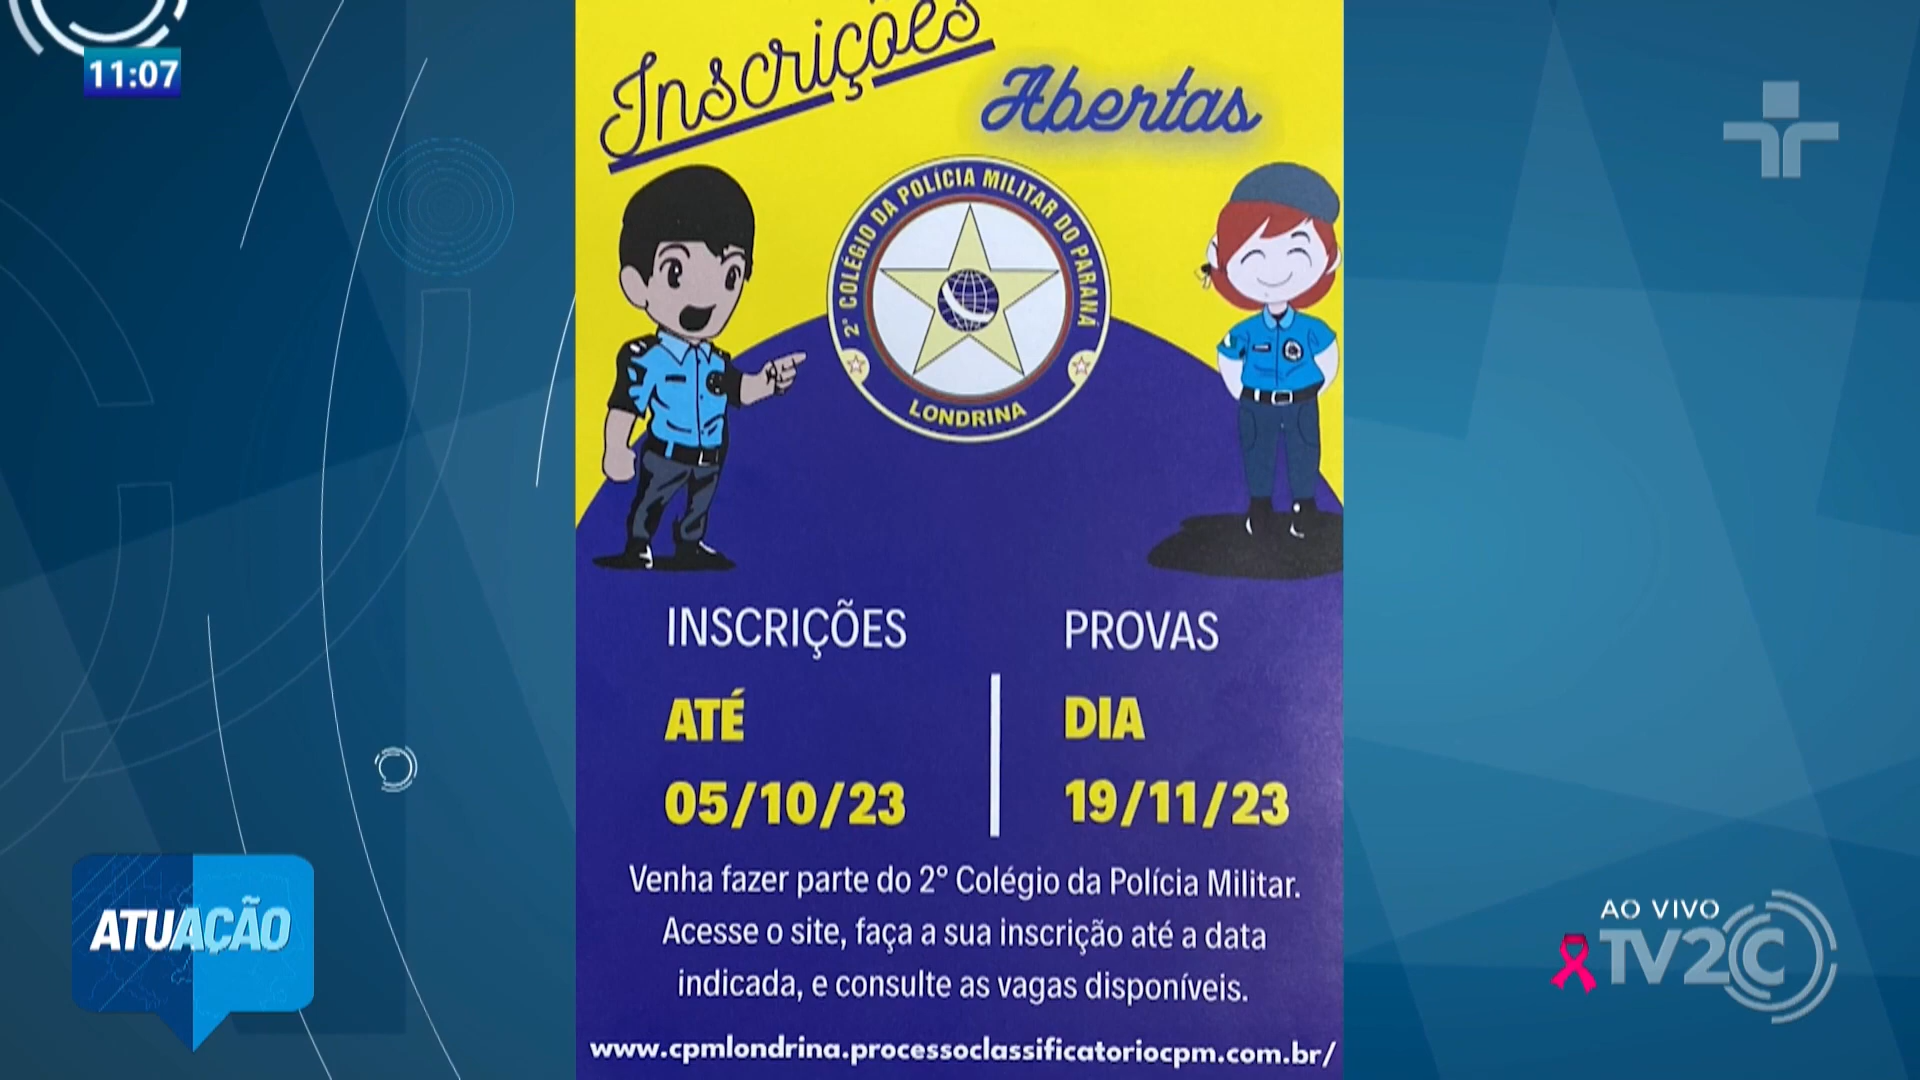 11:07
Inscrições
Abertas
2º COLÉGIO DA POLÍCIA MILITAR DO PARANÁ
LONDRINA
INSCRIÇÕES
ATÉ
05/10/23
PROVAS
DIA
19/11/23
Venha fazer parte do 2º Colégio da Polícia Militar.
Acesse o site, faça a sua inscrição até a data
indicada, e consulte as vagas disponíveis.
www.cpmlondrina.processoclassificatoriocpm.com.br/
ATUAÇÃO
AO VIVO
TV2C